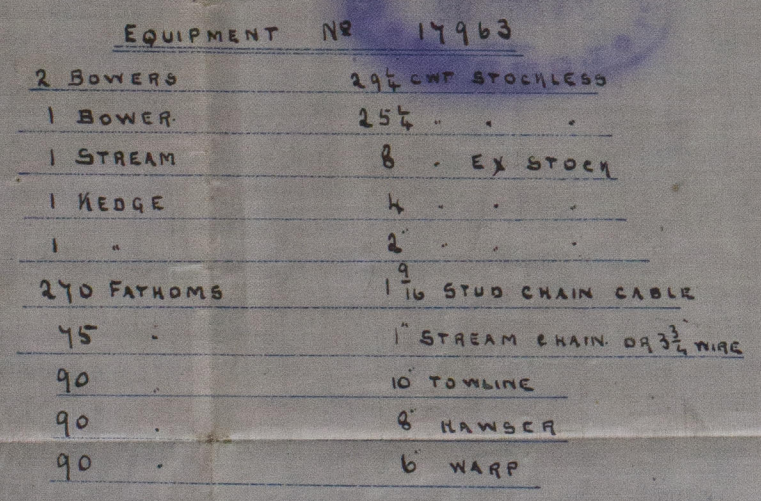 EQUIPMENT Nº 17963
2 BOWERS 29¼ CWT STOCKLESS
1 BOWER. 25¼ " " "
1 STREAM 8 " EX STOCK
1 KEDGE 4 " " "
1 " 2 " " "
270 FATHOMS 1 9/16 STUD CHAIN CABLE
75 " 1" STREAM CHAIN. OR 3¾ WIRE
90 " 10" TOWLINE
90 " 8" HAWSER
90 " 6" WARP